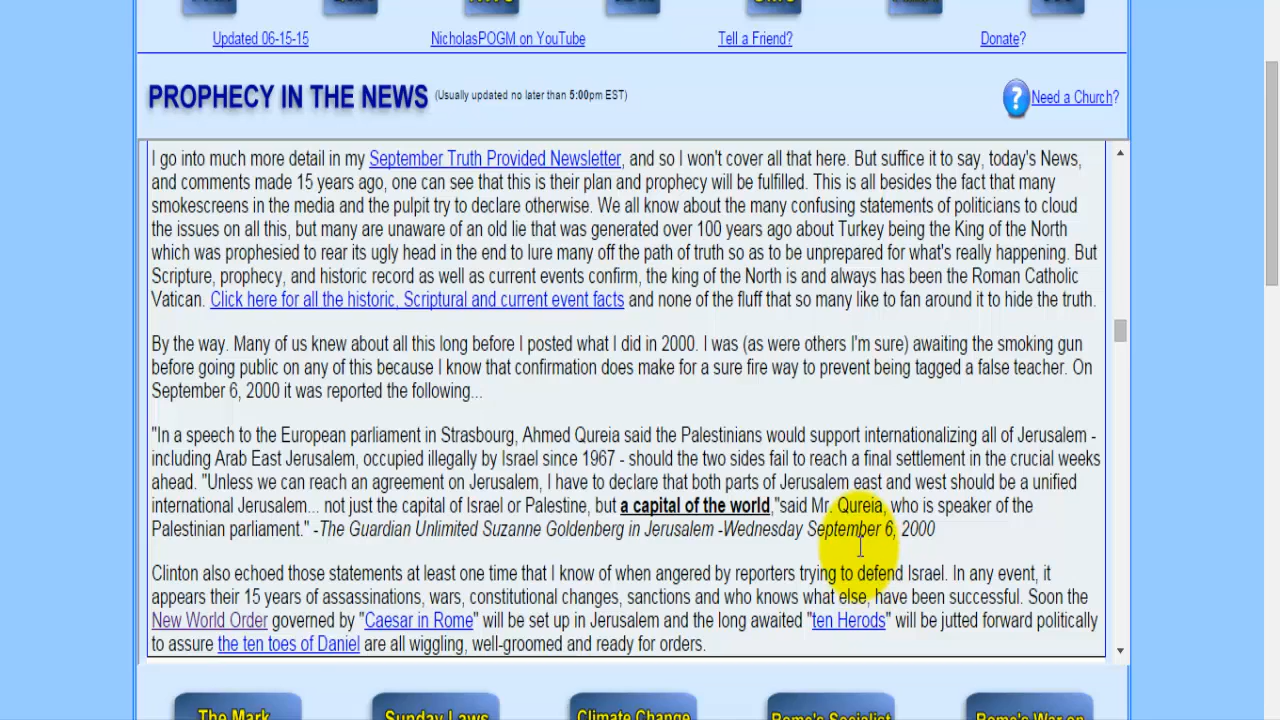 Updated 06-15-15 NicholasPOGM on YouTube Tell a Friend? Donate?
PROPHECY IN THE NEWS (Usually updated no later than 5:00pm EST) Need a Church?
I go into much more detail in my September Truth Provided Newsletter, and so I won't cover all that here. But suffice it to say, today's News,
and comments made 15 years ago, one can see that this is their plan and prophecy will be fulfilled. This is all besides the fact that many
smokescreens in the media and the pulpit try to declare otherwise. We all know about the many confusing statements of politicians to cloud
the issues on all this, but many are unaware of an old lie that was generated over 100 years ago about Turkey being the King of the North
which was prophesied to rear its ugly head in the end to lure many off the path of truth so as to be unprepared for what's really happening. But
Scripture, prophecy, and historic record as well as current events confirm, the king of the North is and always has been the Roman Catholic
Vatican. Click here for all the historic, Scriptural and current event facts and none of the fluff that so many like to fan around it to hide the truth.
By the way. Many of us knew about all this long before I posted what I did in 2000. I was (as were others I'm sure) awaiting the smoking gun
before going public on any of this because I know that confirmation does make for a sure fire way to prevent being tagged a false teacher. On
September 6, 2000 it was reported the following...
"In a speech to the European parliament in Strasbourg, Ahmed Qureia said the Palestinians would support internationalizing all of Jerusalem -
including Arab East Jerusalem, occupied illegally by Israel since 1967 - should the two sides fail to reach a final settlement in the crucial weeks
ahead. "Unless we can reach an agreement on Jerusalem, I have to declare that both parts of Jerusalem east and west should be a unified
international Jerusalem... not just the capital of Israel or Palestine, but a capital of the world,"said Mr. Qureia, who is speaker of the
Palestinian parliament." -The Guardian Unlimited Suzanne Goldenberg in Jerusalem -Wednesday September 6, 2000
Clinton also echoed those statements at least one time that I know of when angered by reporters trying to defend Israel. In any event, it
appears their 15 years of assassinations, wars, constitutional changes, sanctions and who knows what else, have been successful. Soon the
New World Order governed by "Caesar in Rome" will be set up in Jerusalem and the long awaited "ten Herods" will be jutted forward politically
to assure the ten toes of Daniel are all wiggling, well-groomed and ready for orders.
The Mark Sunday Laws Climate Change Rome's Socialist Rome's War on